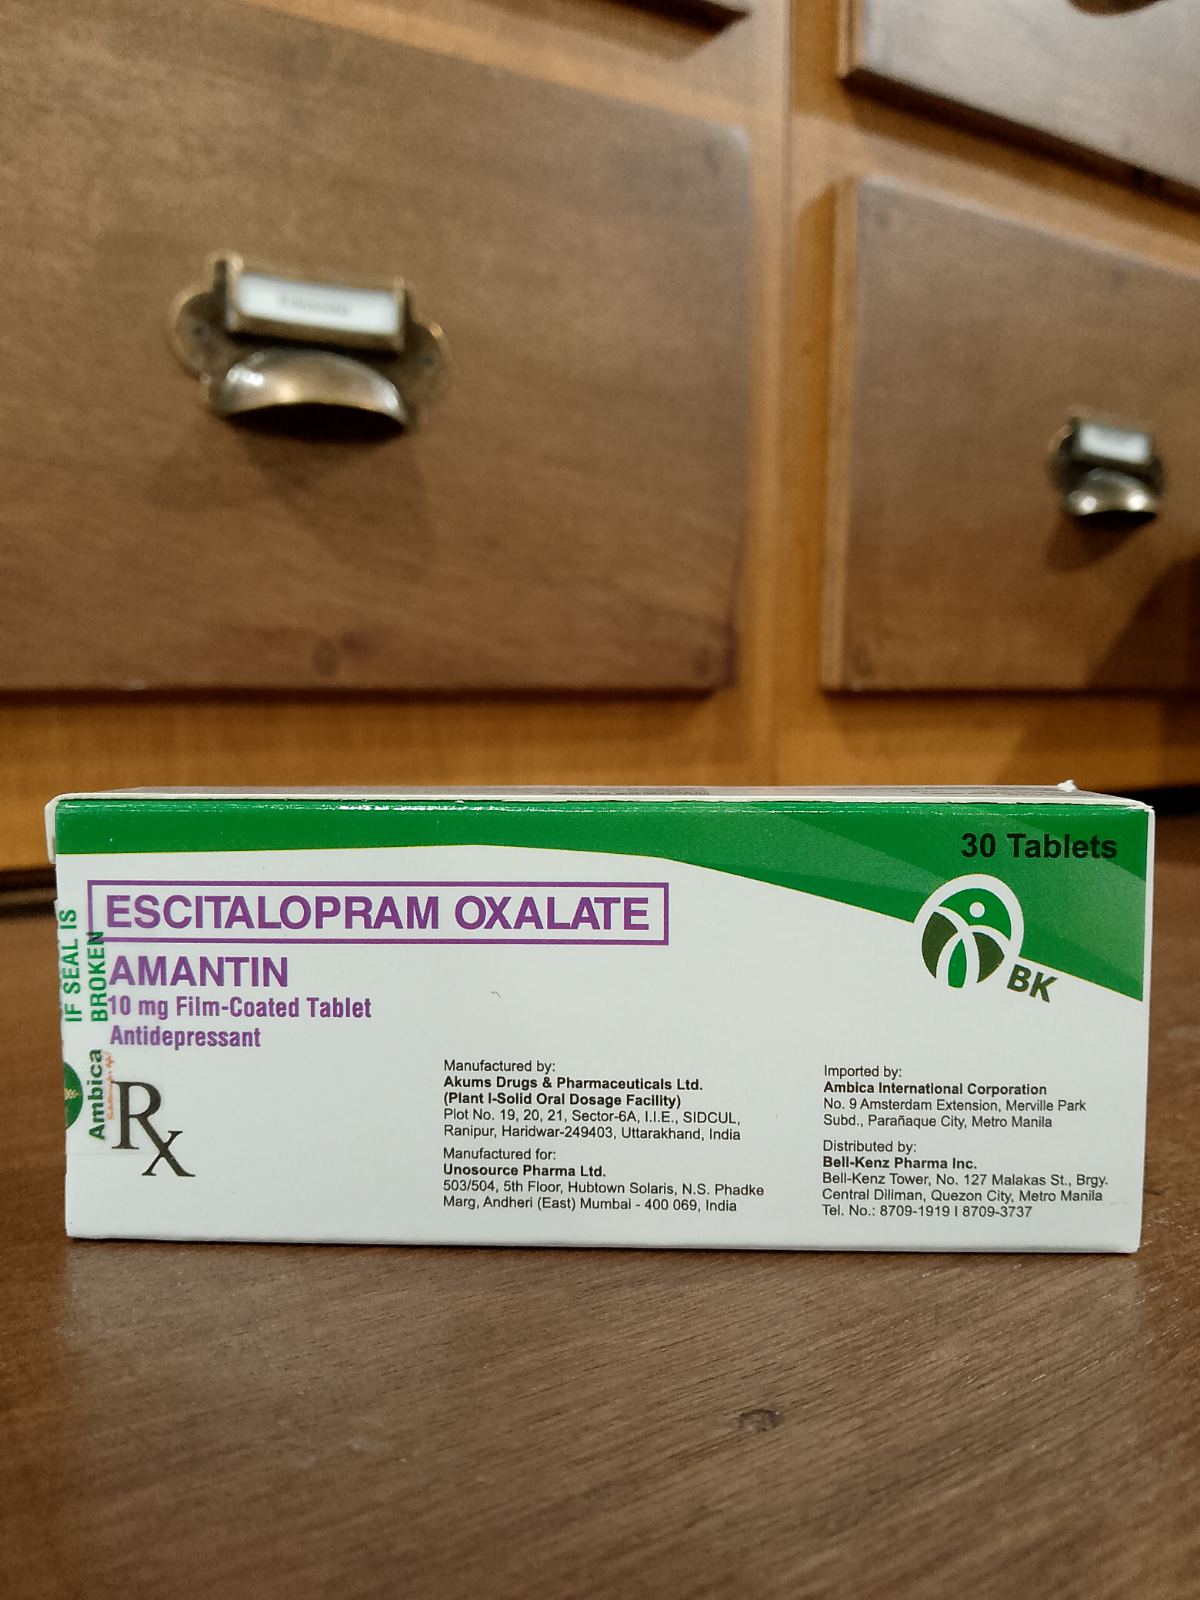 30 Tablets
ESCITALOPRAM OXALATE
AMANTIN
10 mg Film-Coated Tablet
Antidepressant
BK
IF SEAL IS
BROKEN
Ambica
Rx
Manufactured by:
Akums Drugs & Pharmaceuticals Ltd.
(Plant I-Solid Oral Dosage Facility)
Plot No. 19, 20, 21, Sector-6A, I.I.E., SIDCUL,
Ranipur, Haridwar-249403, Uttarakhand, India
Manufactured for:
Unosource Pharma Ltd.
503/504, 5th Floor, Hubtown Solaris, N.S. Phadke
Marg, Andheri (East) Mumbai - 400 069, India
Imported by:
Ambica International Corporation
No. 9 Amsterdam Extension, Merville Park
Subd., Parañaque City, Metro Manila
Distributed by:
Bell-Kenz Pharma Inc.
Bell-Kenz Tower, No. 127 Malakas St., Brgy.
Central Diliman, Quezon City, Metro Manila
Tel. No.: 8709-1919 I 8709-3737